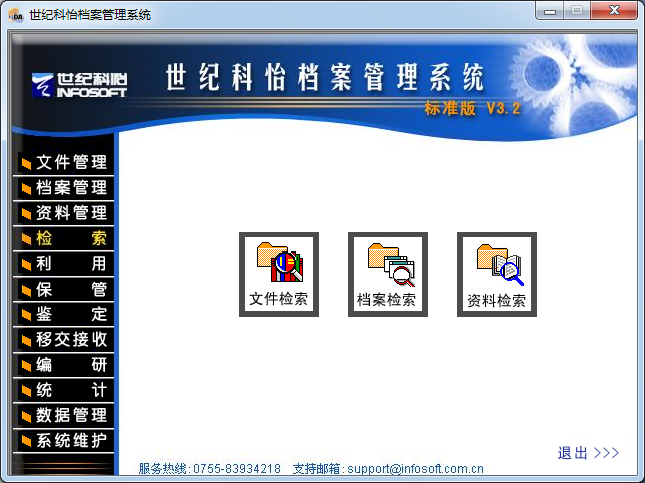 世纪科怡档案管理系统
世纪科怡
INFOSOFT
世纪科怡档案管理系统
标准版 V3.2
文件管理
档案管理
资料管理
检 索
利 用
保 管
鉴 定
移交接收
编 研
统 计
数据管理
系统维护
文件检索
档案检索
资料检索
退出 >>>
服务热线:0755-83934218 支持邮箱:support@infosoft.com.cn